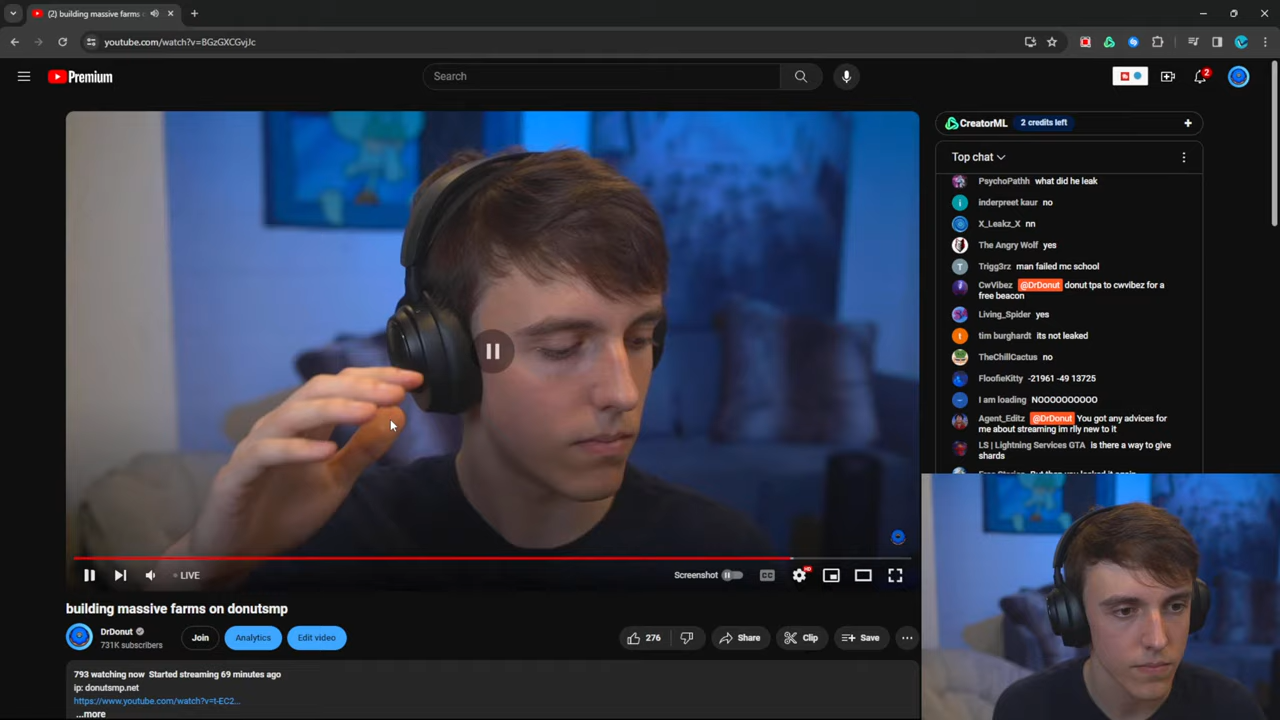 (2) building massive farms
youtube.com/watch?v=BGzGXCGvjJc
Premium
Search
2
CreatorML 2 credits left
Top chat
PsychoPathh what did he leak
inderpreet kaur no
X_Leakz_X nn
The Angry Wolf yes
Trigg3rz man failed mc school
CwVibez @DrDonut donut tpa to cwvibez for a
free beacon
Living_Spider yes
tim burghardt its not leaked
TheChillCactus no
FloofieKitty -21961 -49 13725
I am loading NOOOOOOOOOO
Agent_Editz @DrDonut You got any advices for
me about streaming im rlly new to it
LS | Lightning Services GTA is there a way to give
shards
LIVE
Screenshot
CC
HD
building massive farms on donutsmp
DrDonut
731K subscribers
Join
Analytics
Edit video
276
Share
Clip
Save
793 watching now Started streaming 69 minutes ago
ip: donutsmp.net
https://www.youtube.com/watch?v=t-EC2...
...more